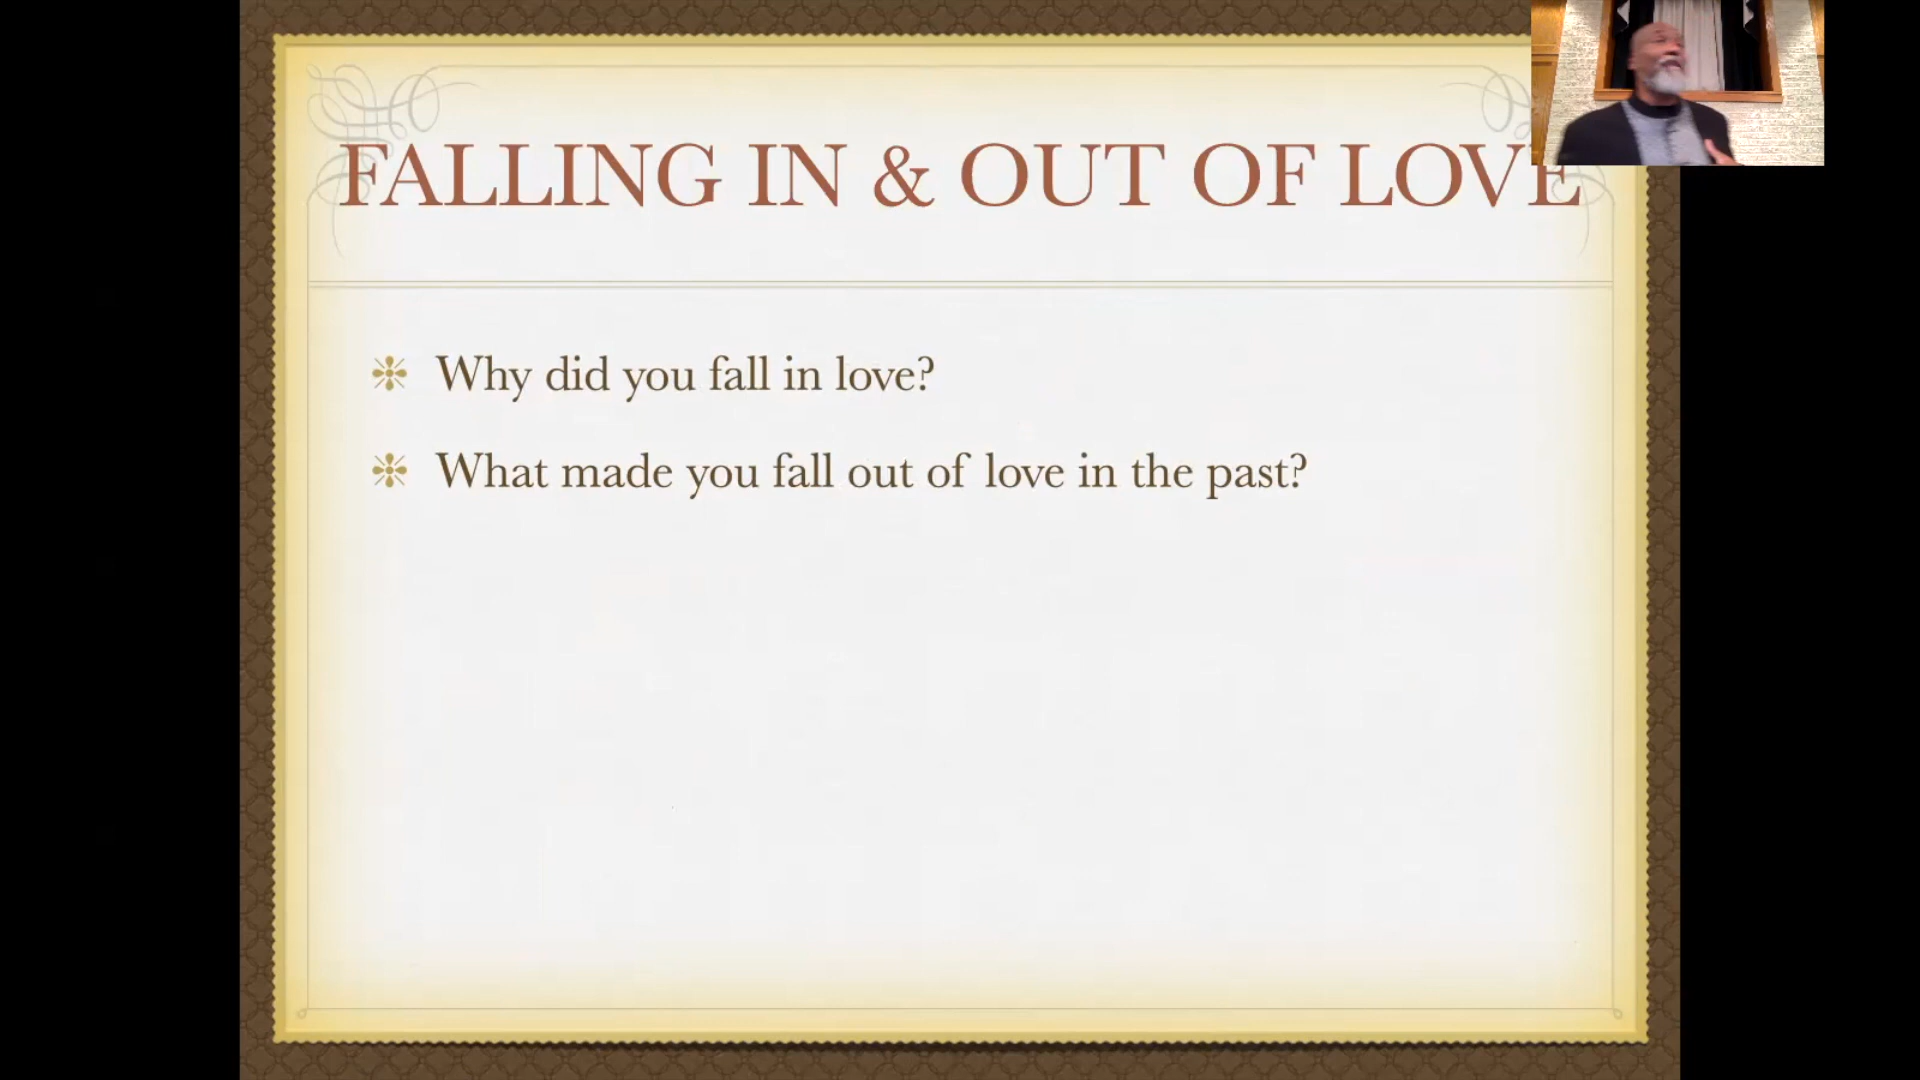 FALLING IN & OUT OF LOVE
Why did you fall in love?
What made you fall out of love in the past?